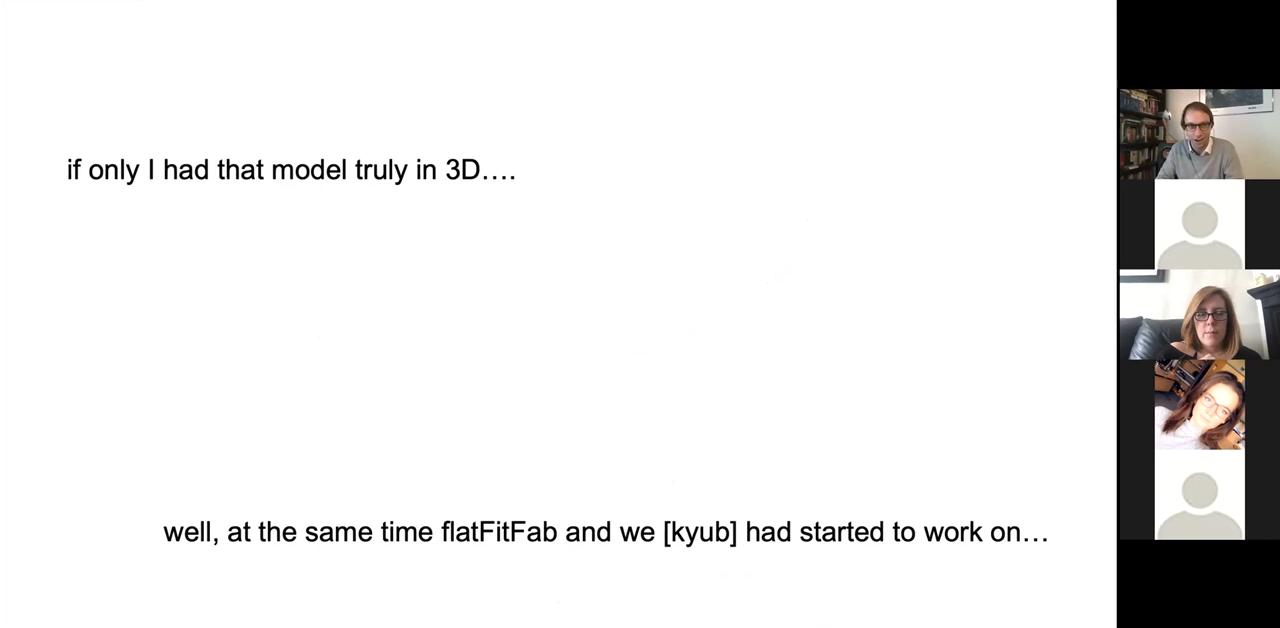 if only I had that model truly in 3D….
well, at the same time flatFitFab and we [kyub] had started to work on…